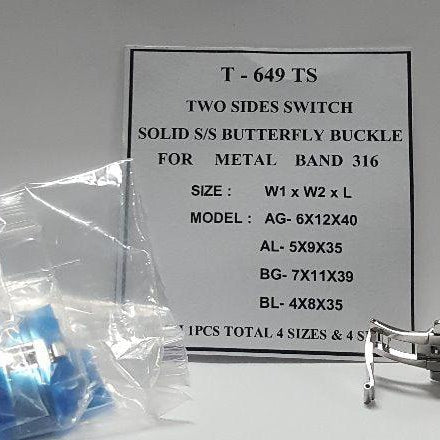 T - 649 TS
TWO SIDES SWITCH
SOLID S/S BUTTERFLY BUCKLE
FOR METAL BAND 316
SIZE : W1 x W2 x L
MODEL : AG- 6X12X40
AL- 5X9X35
BG- 7X11X39
BL- 4X8X35
1PCS TOTAL 4 SIZES & 4